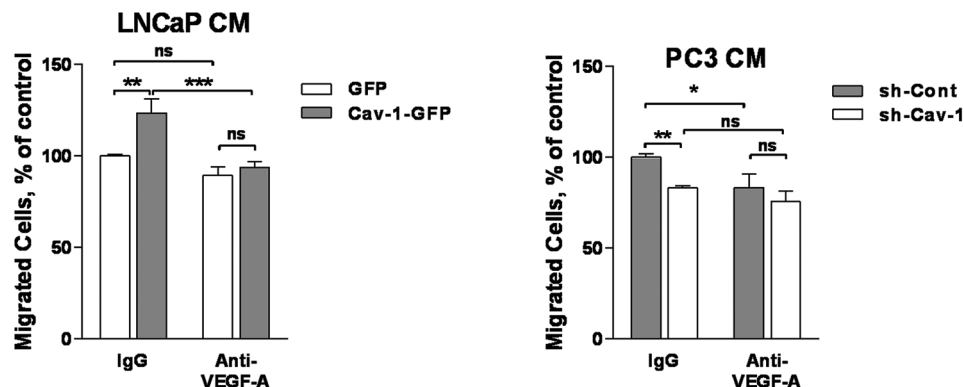 LNCaP CM
Migrated Cells, % of control
150
100
50
0
ns
**
***
ns
GFP
Cav-1-GFP
IgG
Anti-
VEGF-A
PC3 CM
Migrated Cells, % of control
150
100
50
0
*
ns
**
ns
sh-Cont
sh-Cav-1
IgG
Anti-
VEGF-A